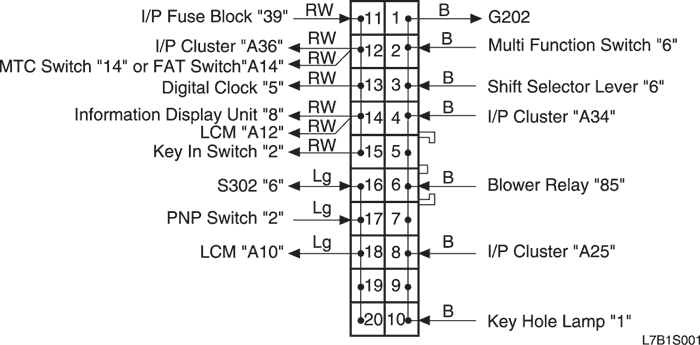 I/P Fuse Block "39" RW 11 1 B G202
I/P Cluster "A36" RW 12 2 B Multi Function Switch "6"
MTC Switch "14" or FAT Switch"A14" RW
Digital Clock "5" RW 13 3 B Shift Selector Lever "6"
Information Display Unit "8" RW 14 4 B I/P Cluster "A34"
LCM "A12" RW
Key In Switch "2" RW 15 5
S302 "6" Lg 16 6 B Blower Relay "85"
PNP Switch "2" Lg 17 7
LCM "A10" Lg 18 8 B I/P Cluster "A25"
19 9
20 10 B Key Hole Lamp "1"
L7B1S001